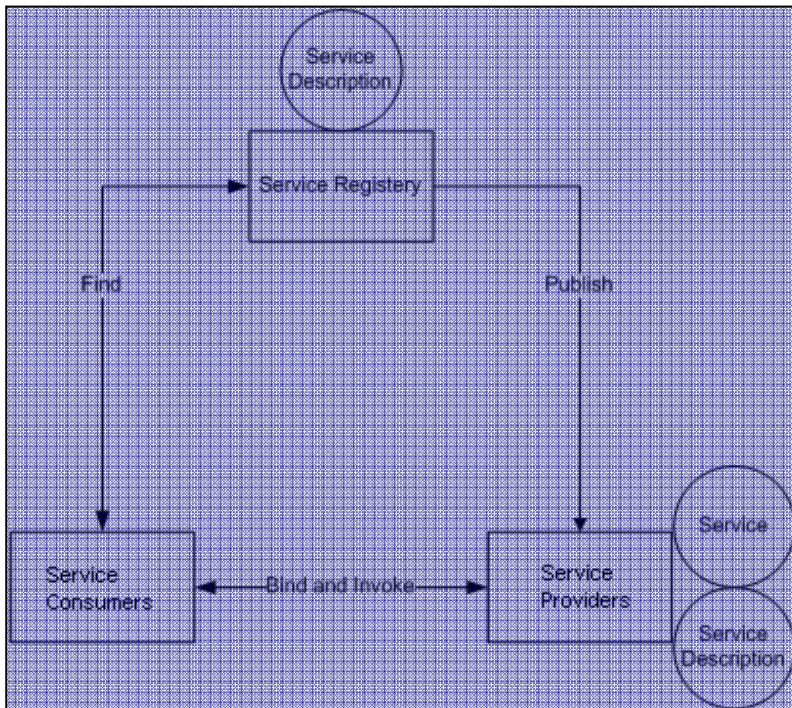 Service
Description
Service Registery
Find
Publish
Service
Service
Consumers
Bind and Invoke
Service
Providers
Service
Description